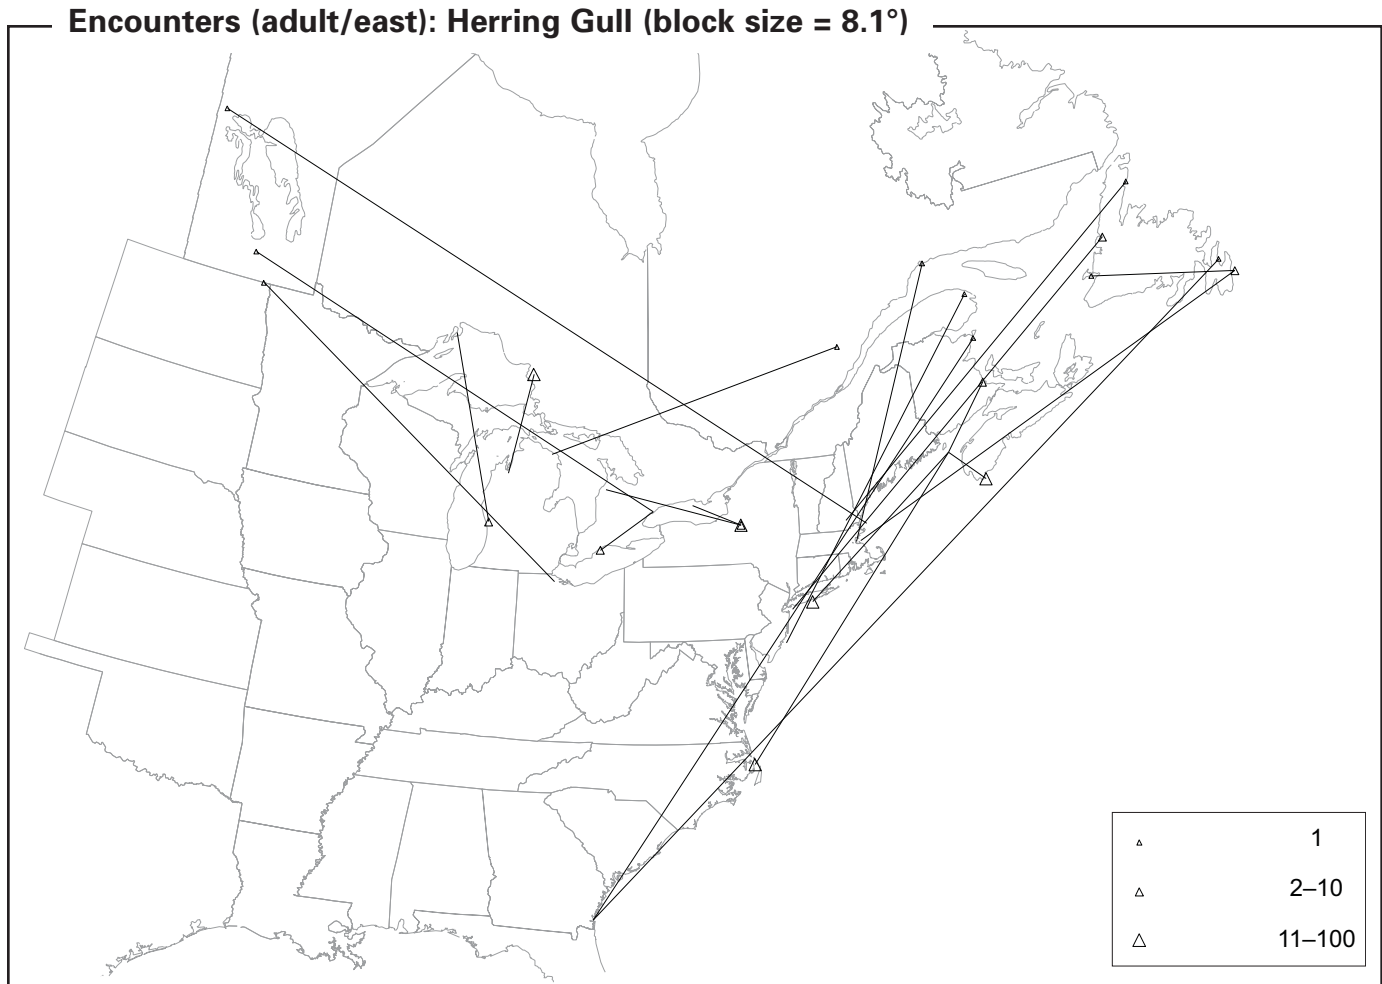 Encounters (adult/east): Herring Gull (block size = 8.1°)
1
2–10
11–100